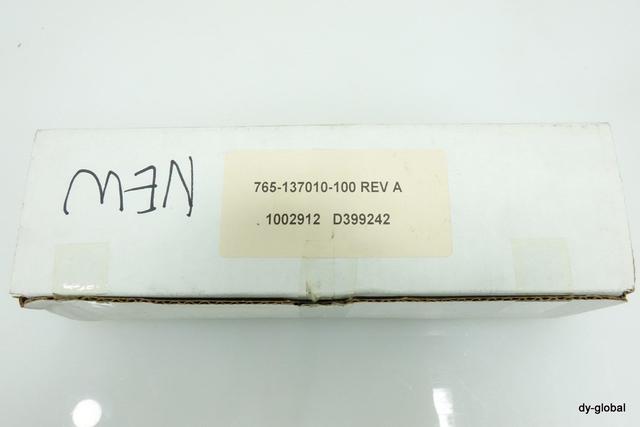 NEW
765-137010-100 REV A
. 1002912 D399242
dy-global